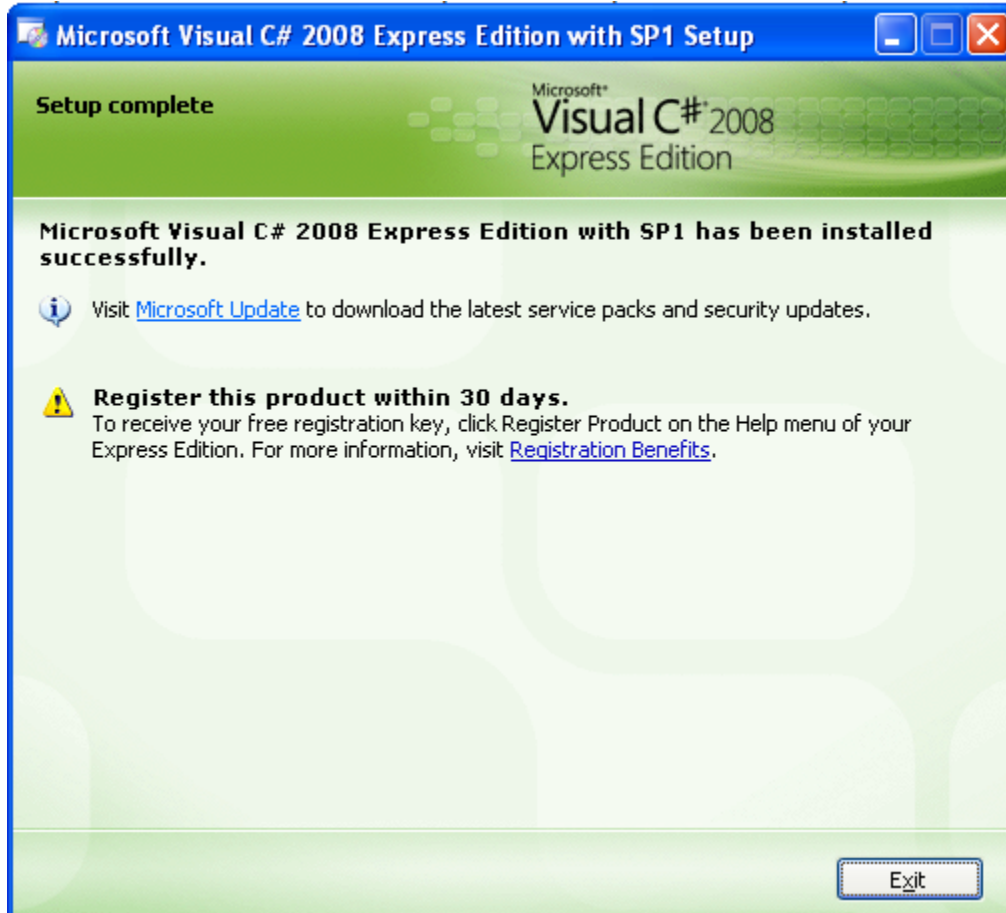 Microsoft Visual C# 2008 Express Edition with SP1 Setup
Setup complete
Microsoft®
Visual C#® 2008
Express Edition
Microsoft Visual C# 2008 Express Edition with SP1 has been installed
successfully.
Visit Microsoft Update to download the latest service packs and security updates.
Register this product within 30 days.
To receive your free registration key, click Register Product on the Help menu of your
Express Edition. For more information, visit Registration Benefits.
Exit